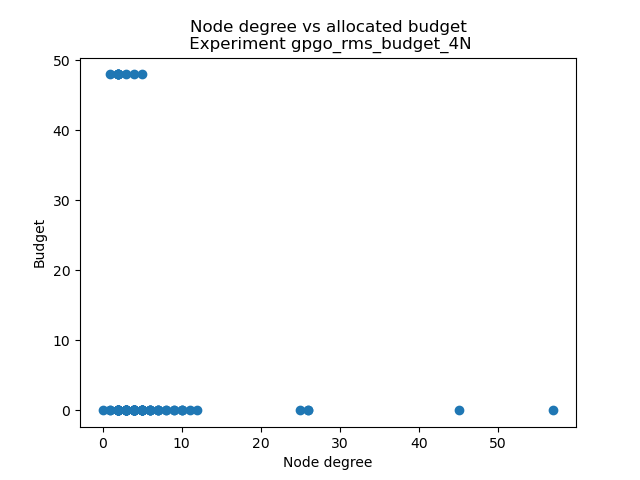 Node degree vs allocated budget
Experiment gpgo_rms_budget_4N
50
40
30
20
10
0
Budget
0 10 20 30 40 50
Node degree